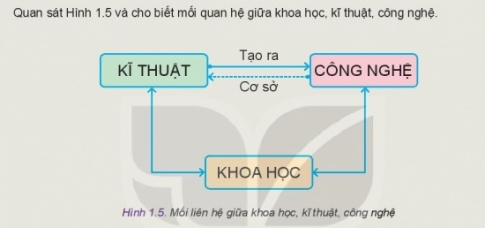 Quan sát Hình 1.5 và cho biết mối quan hệ giữa khoa học, kĩ thuật, công nghệ.
Tạo ra
KĨ THUẬT
CÔNG NGHỆ
Cơ sở
KHOA HỌC
Hình 1.5. Mối liên hệ giữa khoa học, kĩ thuật, công nghệ